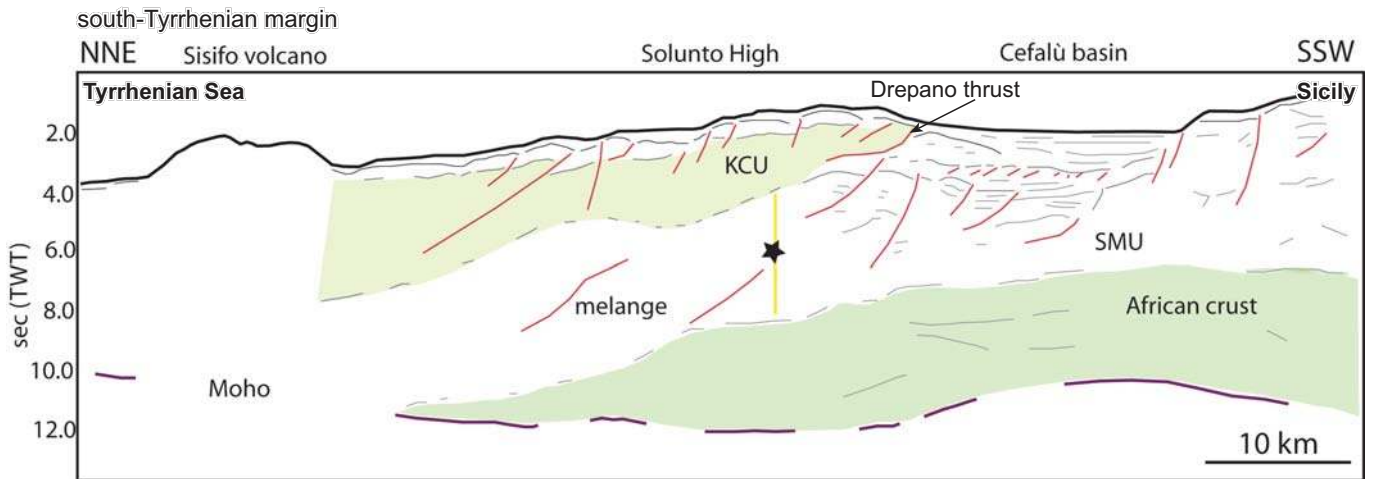 south-Tyrrhenian margin
NNE Sisifo volcano Solunto High Cefalù basin SSW
Tyrrhenian Sea Drepano thrust Sicily
2.0
KCU
4.0
SMU
6.0
sec (TWT)
melange African crust
8.0
10.0
Moho
12.0
10 km